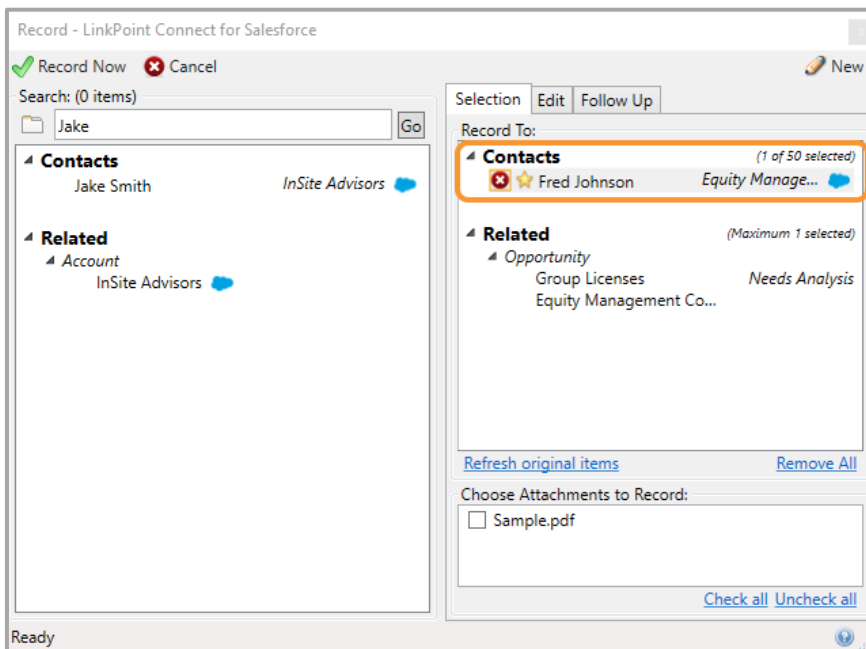 Record - LinkPoint Connect for Salesforce
Record Now Cancel New
Search: (0 items)
Jake Go
Contacts
Jake Smith InSite Advisors
Related
Account
InSite Advisors
Selection Edit Follow Up
Record To:
Contacts (1 of 50 selected)
Fred Johnson Equity Manage...
Related (Maximum 1 selected)
Opportunity
Group Licenses Needs Analysis
Equity Management Co...
Refresh original items Remove All
Choose Attachments to Record:
Sample.pdf
Check all Uncheck all
Ready